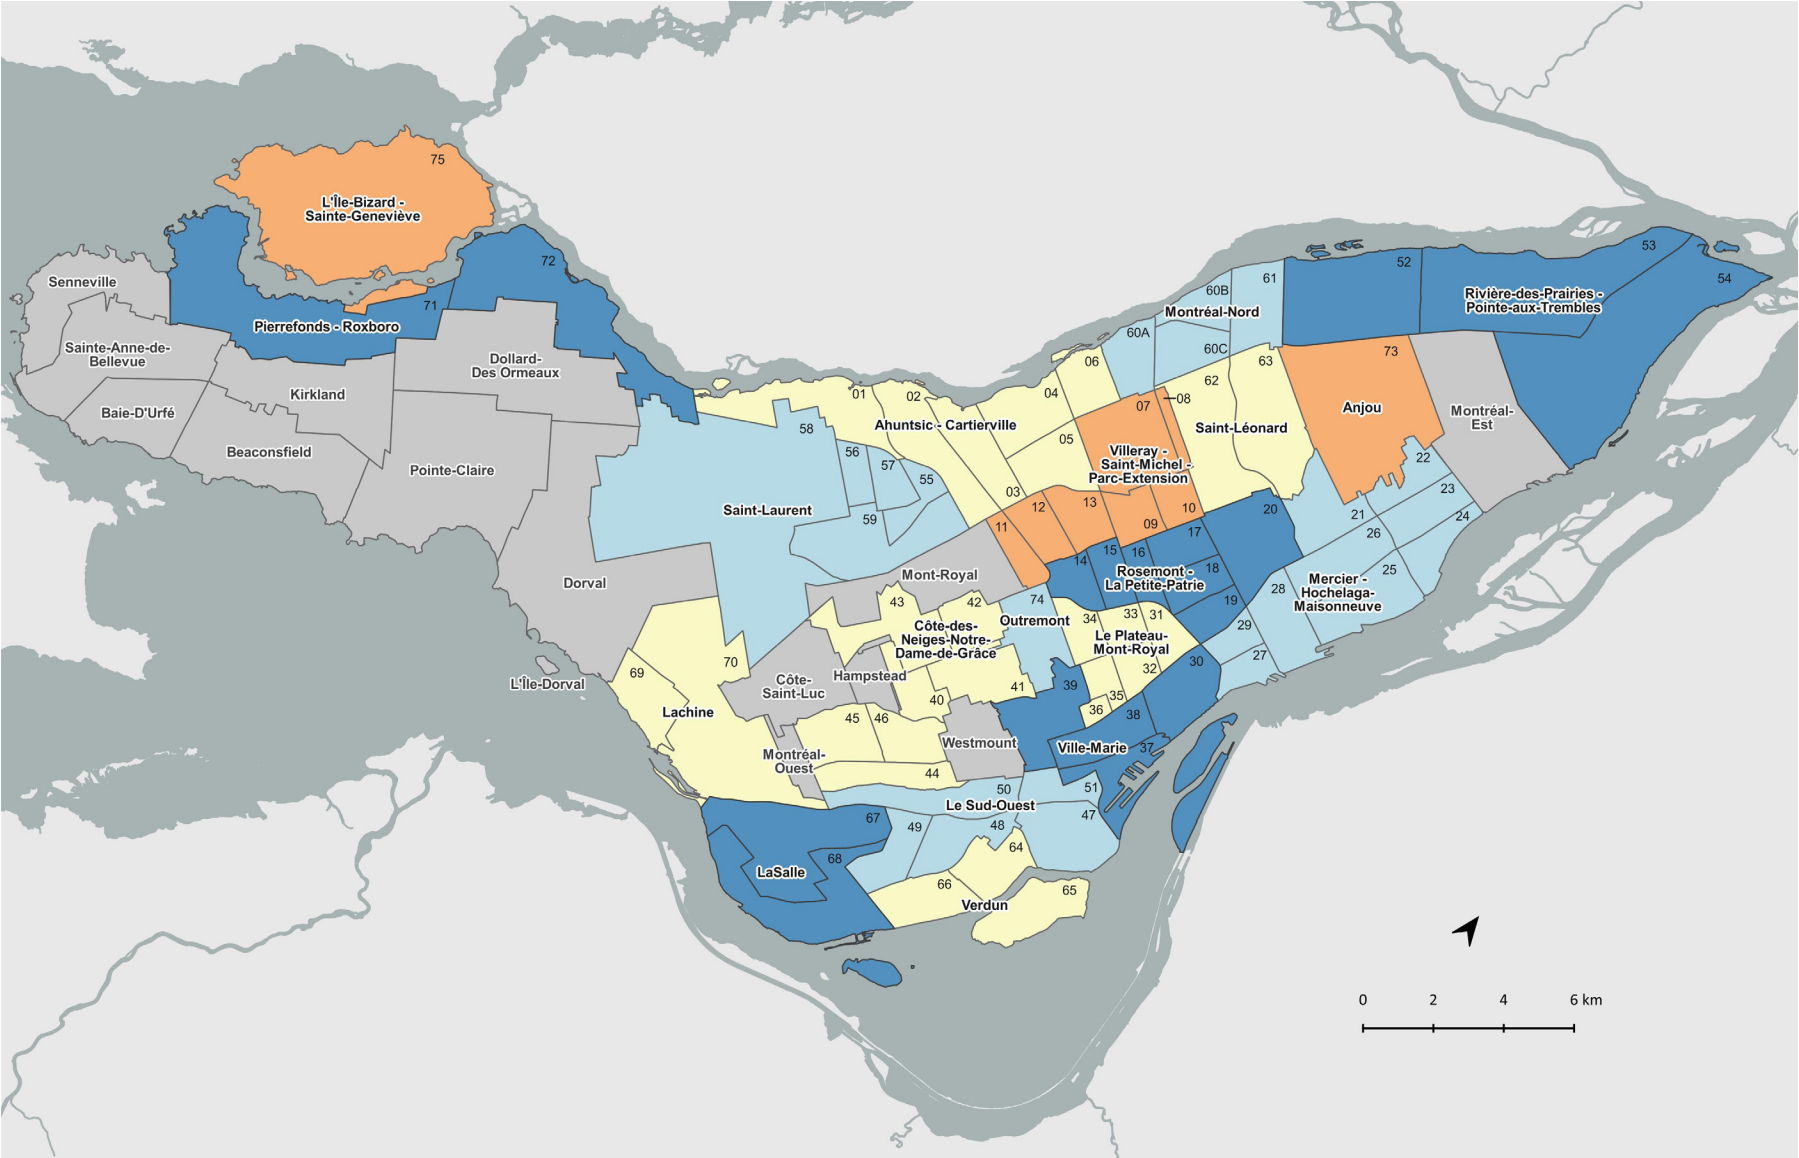 75
L'Île-Bizard -
Sainte-Geneviève
72
71
Pierrefonds - Roxboro
Senneville
Sainte-Anne-de-
Bellevue
Baie-D'Urfé
Kirkland
Beaconsfield
Dollard-
Des Ormeaux
Pointe-Claire
Dorval
L'Île-Dorval
53
54
52
Rivière-des-Prairies -
Pointe-aux-Trembles
61
60B
Montréal-Nord
60A
60C
06
63
62
73
Anjou
Montréal-
Est
01
02
04
Ahuntsic - Cartierville
05
03
07
08
Saint-Léonard
Villeray -
Saint-Michel -
Parc-Extension
58
56
57
55
59
Saint-Laurent
11
12
13
09
10
22
23
21
24
26
25
20
17
14
15
16
18
19
Rosemont -
La Petite-Patrie
Mercier -
Hochelaga-
Maisonneuve
28
29
27
Mont-Royal
43
42
74
Outremont
Côte-des-
Neiges-Notre-
Dame-de-Grâce
34
33
31
Le Plateau-
Mont-Royal
32
30
35
36
39
38
37
Ville-Marie
41
40
Hampstead
Côte-
Saint-Luc
70
69
Lachine
45
46
44
Montréal-
Ouest
Westmount
50
51
Le Sud-Ouest
47
48
49
64
65
66
Verdun
67
68
LaSalle
0 2 4 6 km